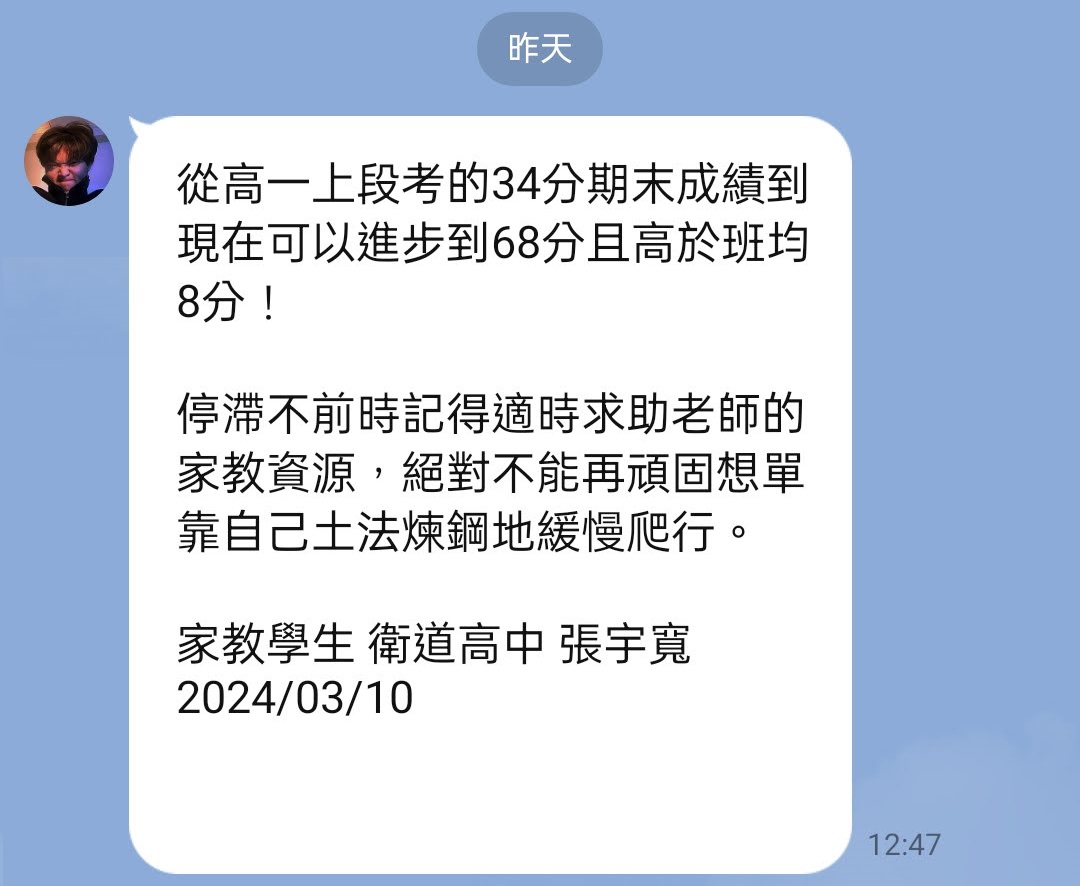 昨天
從高一上段考的34分期末成績到
現在可以進步到68分且高於班均
8分！
停滯不前時記得適時求助老師的
家教資源，絕對不能再頑固想單
靠自己土法煉鋼地緩慢爬行。
家教學生 衛道高中 張宇寬
2024/03/10
12:47